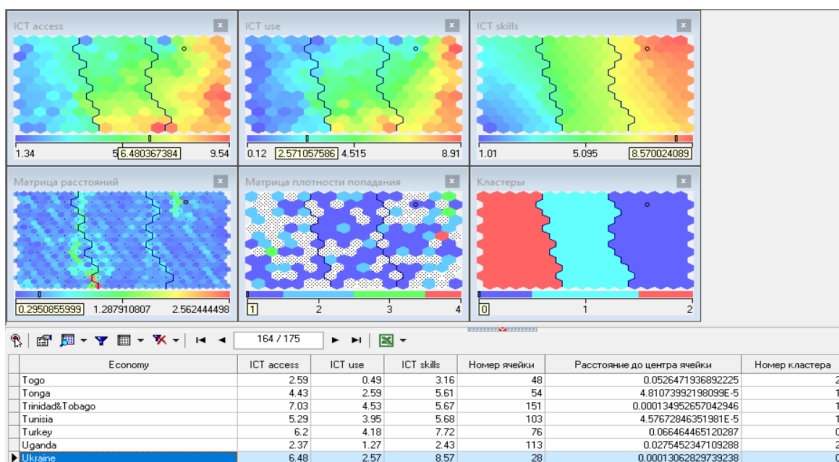 ICT access
ICT use
ICT skills
1.34 5 6.480367384 9.54
0.12 2.571057586 4.515 8.91
1.01 5.095 8.570024089
Матрица расстояний
Матрица плотности попадания
Кластеры
0.2950855999 1.287910807 2.562444498
1 2 3 4
0 1 2
164 / 175
Economy ICT access ICT use ICT skills Номер ячейки Расстояние до центра ячейки Номер кластера
Togo 2.59 0.49 3.16 48 0.0526471936892225 2
Tonga 4.43 2.59 5.61 54 4.81073992198099E-5 1
Trinidad&Tobago 7.03 4.53 5.67 151 0.000134952657042946 1
Tunisia 5.29 3.95 5.68 103 4.57672846351981E-5 1
Turkey 6.2 4.18 7.72 76 0.066464465120287 0
Uganda 2.37 1.27 2.43 113 0.0275452347109288 2
Ukraine 6.48 2.57 8.57 28 0.00013062829739238 0